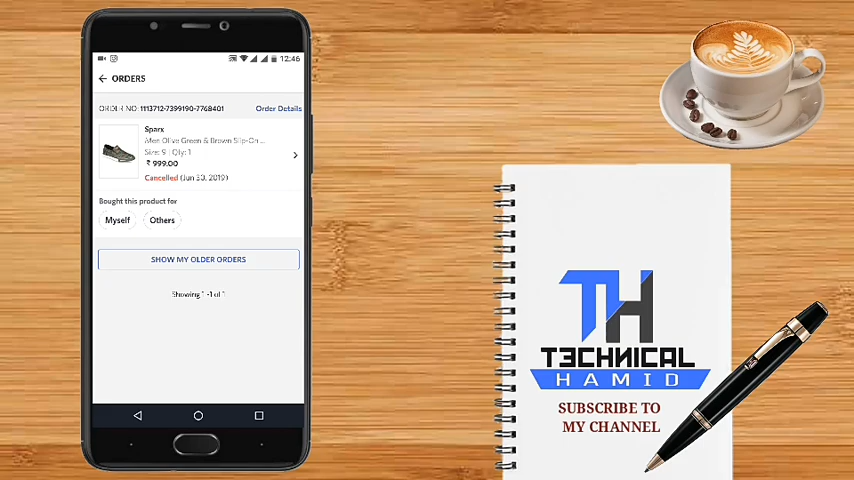 12:46
ORDERS
ORDER NO: 1113712-7399190-7768401 Order Details
Sparx
Men Olive Green & Brown Slip-On ...
Size: 9 | Qty: 1
₹ 999.00
Cancelled (Jun 30, 2019)
Bought this product for
Myself Others
SHOW MY OLDER ORDERS
Showing 1 -1 of 1
TH
TECHNICAL
HAMID
SUBSCRIBE TO
MY CHANNEL